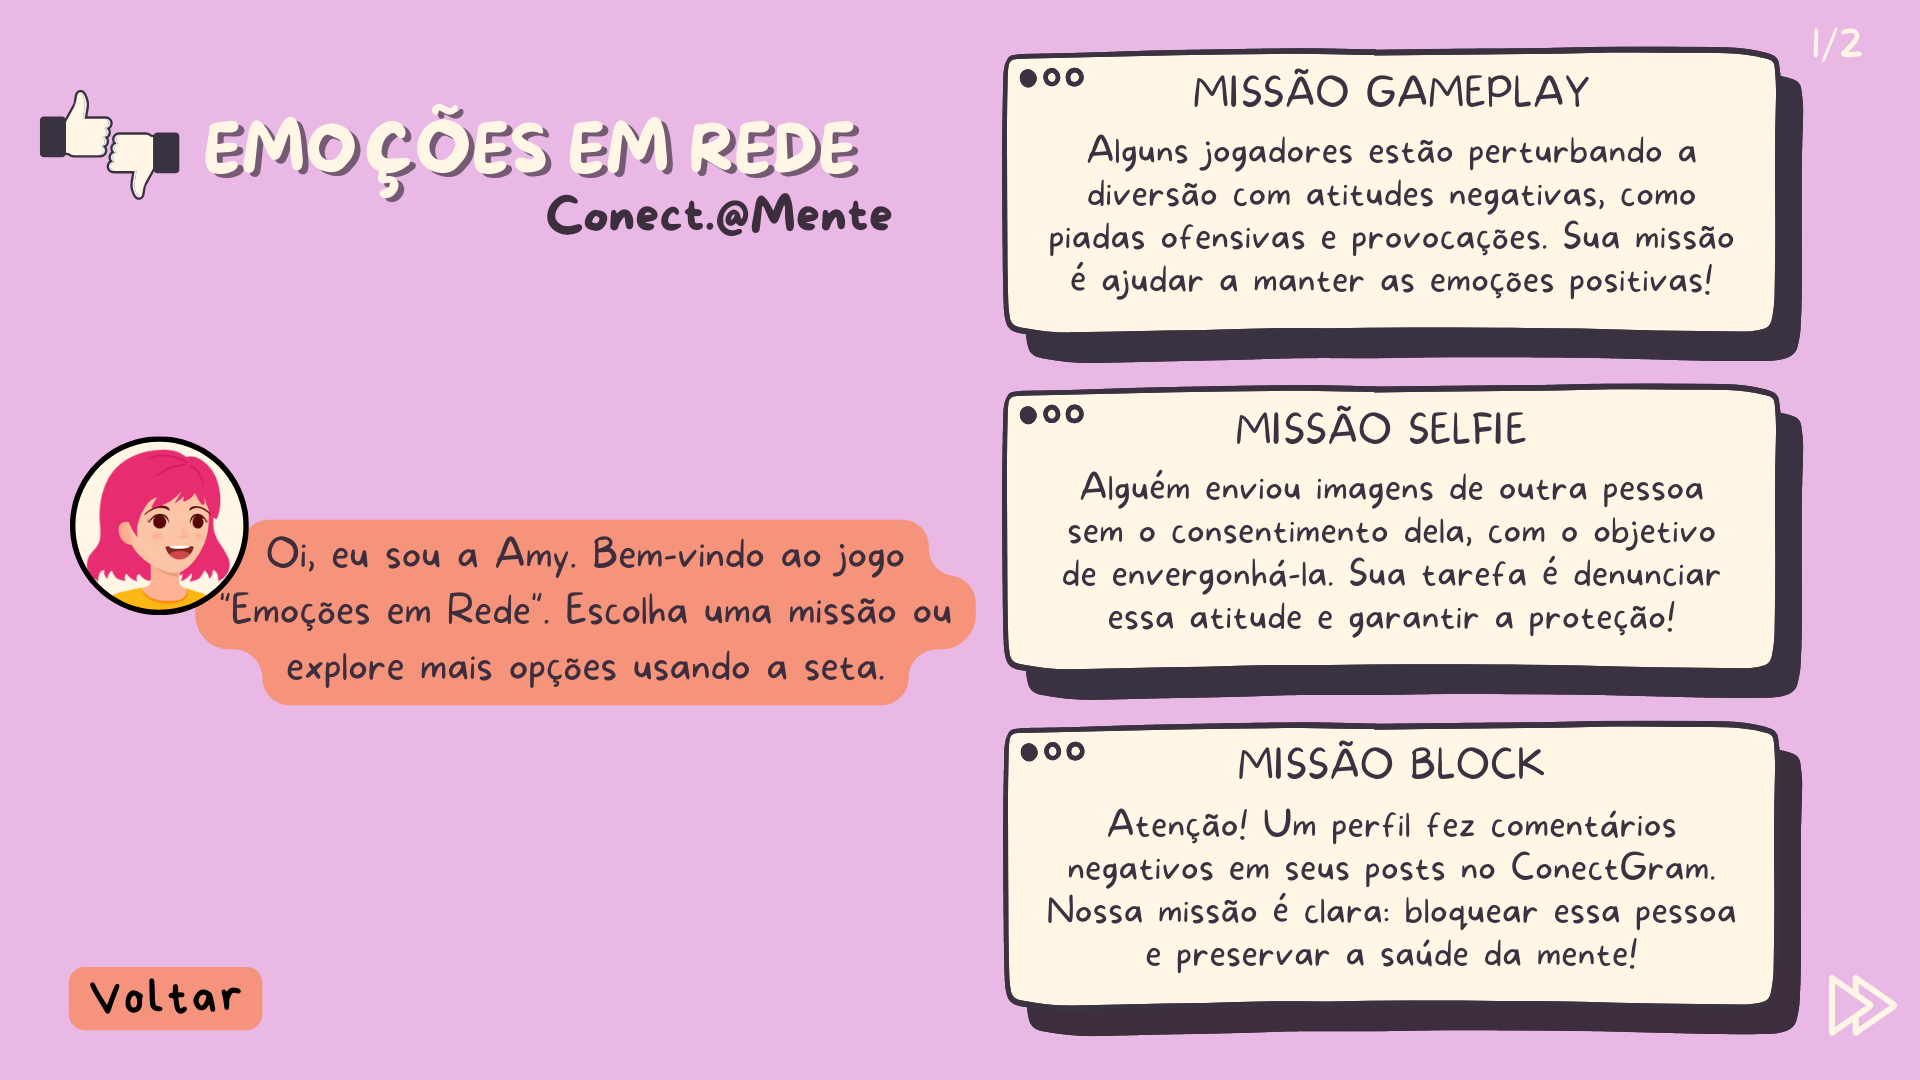 1/2
EMOÇÕES EM REDE
Conect.@Mente
Oi, eu sou a Amy. Bem-vindo ao jogo
"Emoções em Rede". Escolha uma missão ou
explore mais opções usando a seta.
Voltar
MISSÃO GAMEPLAY
Alguns jogadores estão perturbando a
diversão com atitudes negativas, como
piadas ofensivas e provocações. Sua missão
é ajudar a manter as emoções positivas!
MISSÃO SELFIE
Alguém enviou imagens de outra pessoa
sem o consentimento dela, com o objetivo
de envergonhá-la. Sua tarefa é denunciar
essa atitude e garantir a proteção!
MISSÃO BLOCK
Atenção! Um perfil fez comentários
negativos em seus posts no ConectGram.
Nossa missão é clara: bloquear essa pessoa
e preservar a saúde da mente!